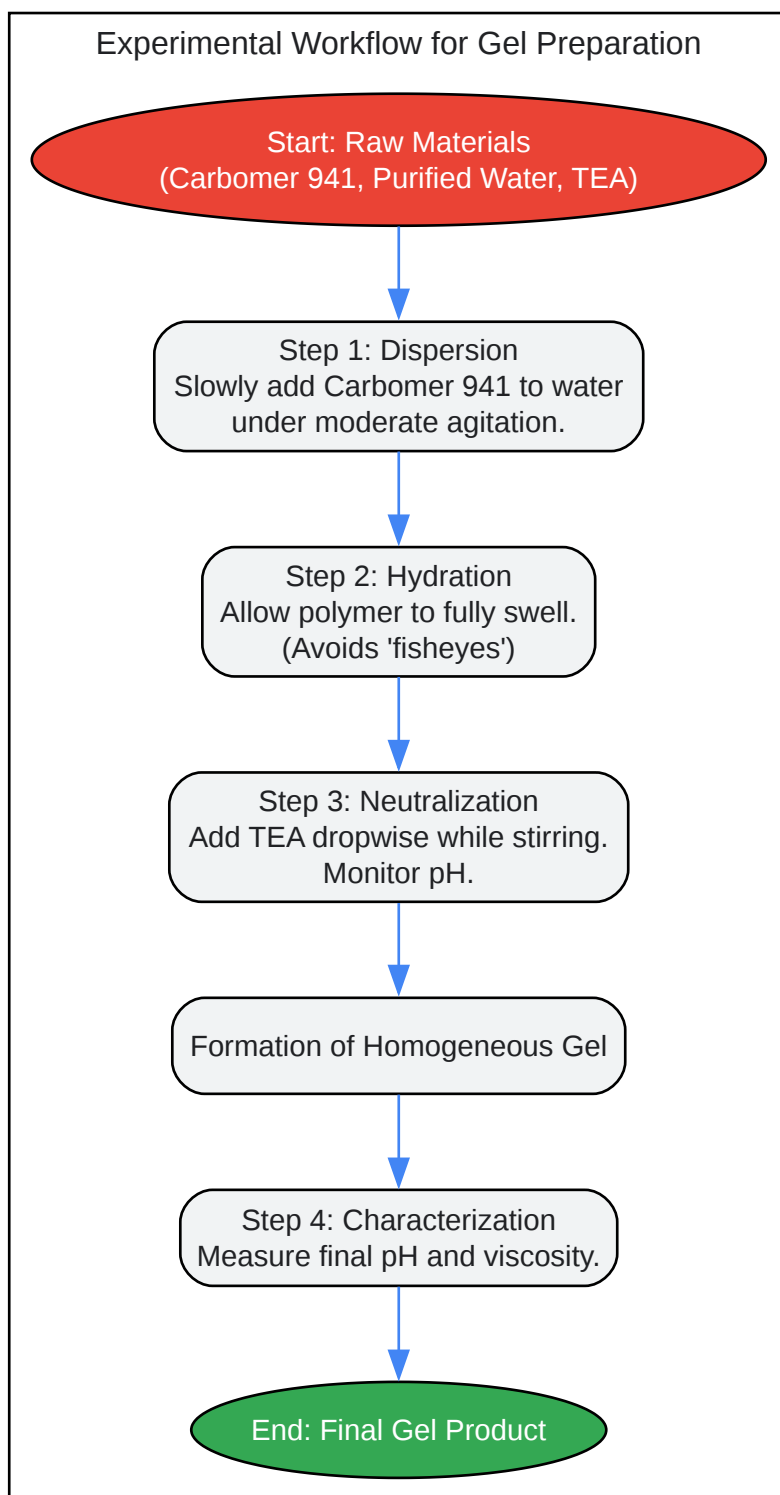 Experimental Workflow for Gel Preparation
Start: Raw Materials
(Carbomer 941, Purified Water, TEA)
Step 1: Dispersion
Slowly add Carbomer 941 to water
under moderate agitation.
Step 2: Hydration
Allow polymer to fully swell.
(Avoids 'fisheyes')
Step 3: Neutralization
Add TEA dropwise while stirring.
Monitor pH.
Formation of Homogeneous Gel
Step 4: Characterization
Measure final pH and viscosity.
End: Final Gel Product